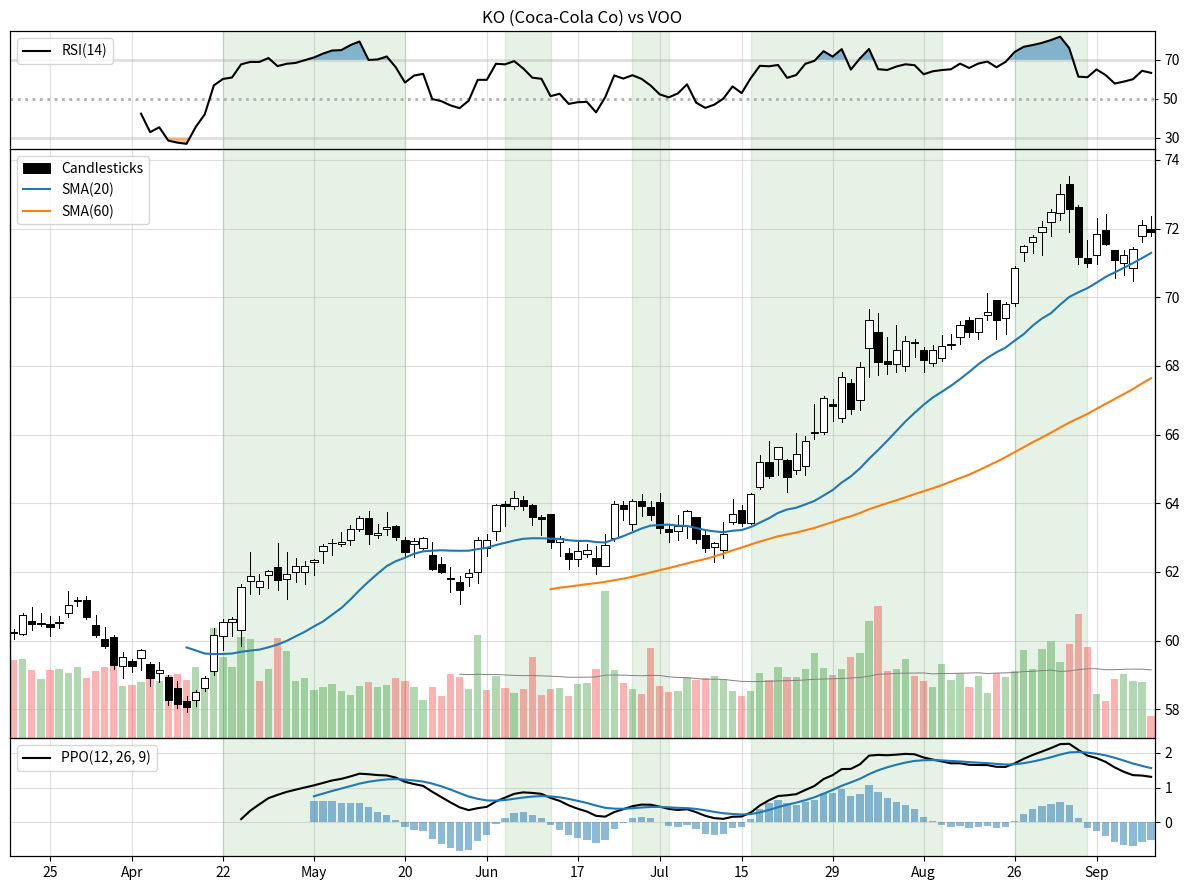 KO (Coca-Cola Co) vs VOO
RSI(14)
70
50
30
Candlesticks
SMA(20)
SMA(60)
74
72
70
68
66
64
62
60
58
PPO(12, 26, 9)
2
1
0
25 Apr 22 May 20 Jun 17 Jul 15 29 Aug 26 Sep